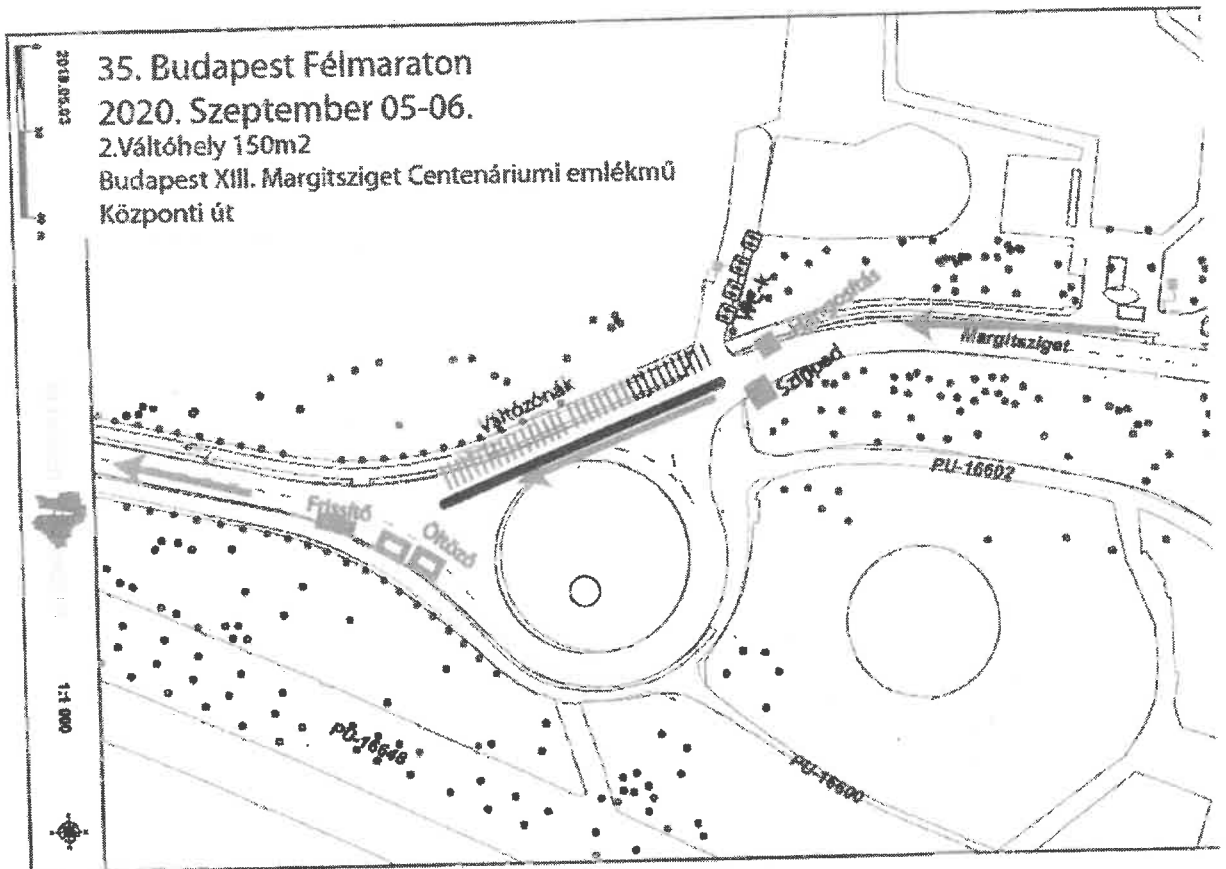 35. Budapest Félmaraton
2020. Szeptember 05-06.
2.Váltóhely 150m2
Budapest XIII. Margitsziget Centenáriumi emlékmű
Központi út
WC-k
Hangosítás
Margitsziget
Színpad
Váltózónák
PU-16602
Frissítő
Öltöző
PU-16648
PU-16600
1:1 000